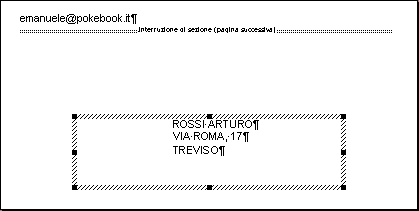 emanuele@pokebook.it¶
Interruzione di sezione (pagina successiva)
ROSSI·ARTURO¶
VIA·ROMA,·17¶
TREVISO¶